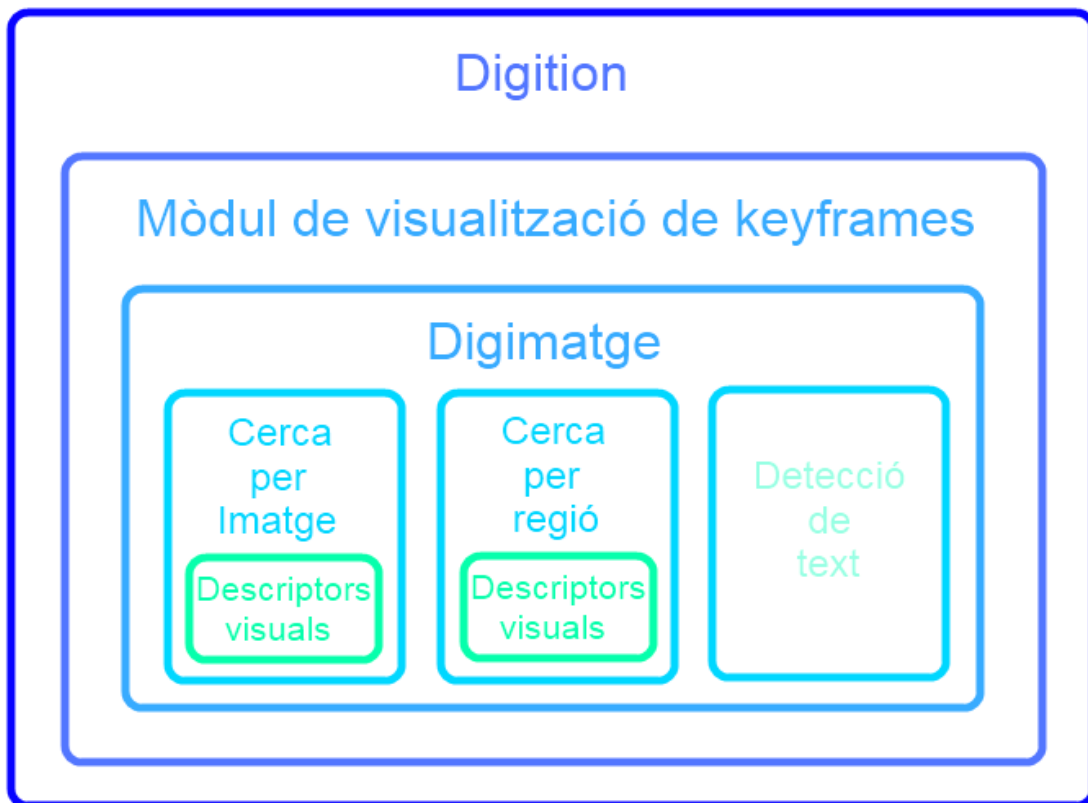 Digition
Mòdul de visualització de keyframes
Digimatge
Cerca
per
Imatge
Descriptors
visuals
Cerca
per
regió
Descriptors
visuals
Detecció
de
text